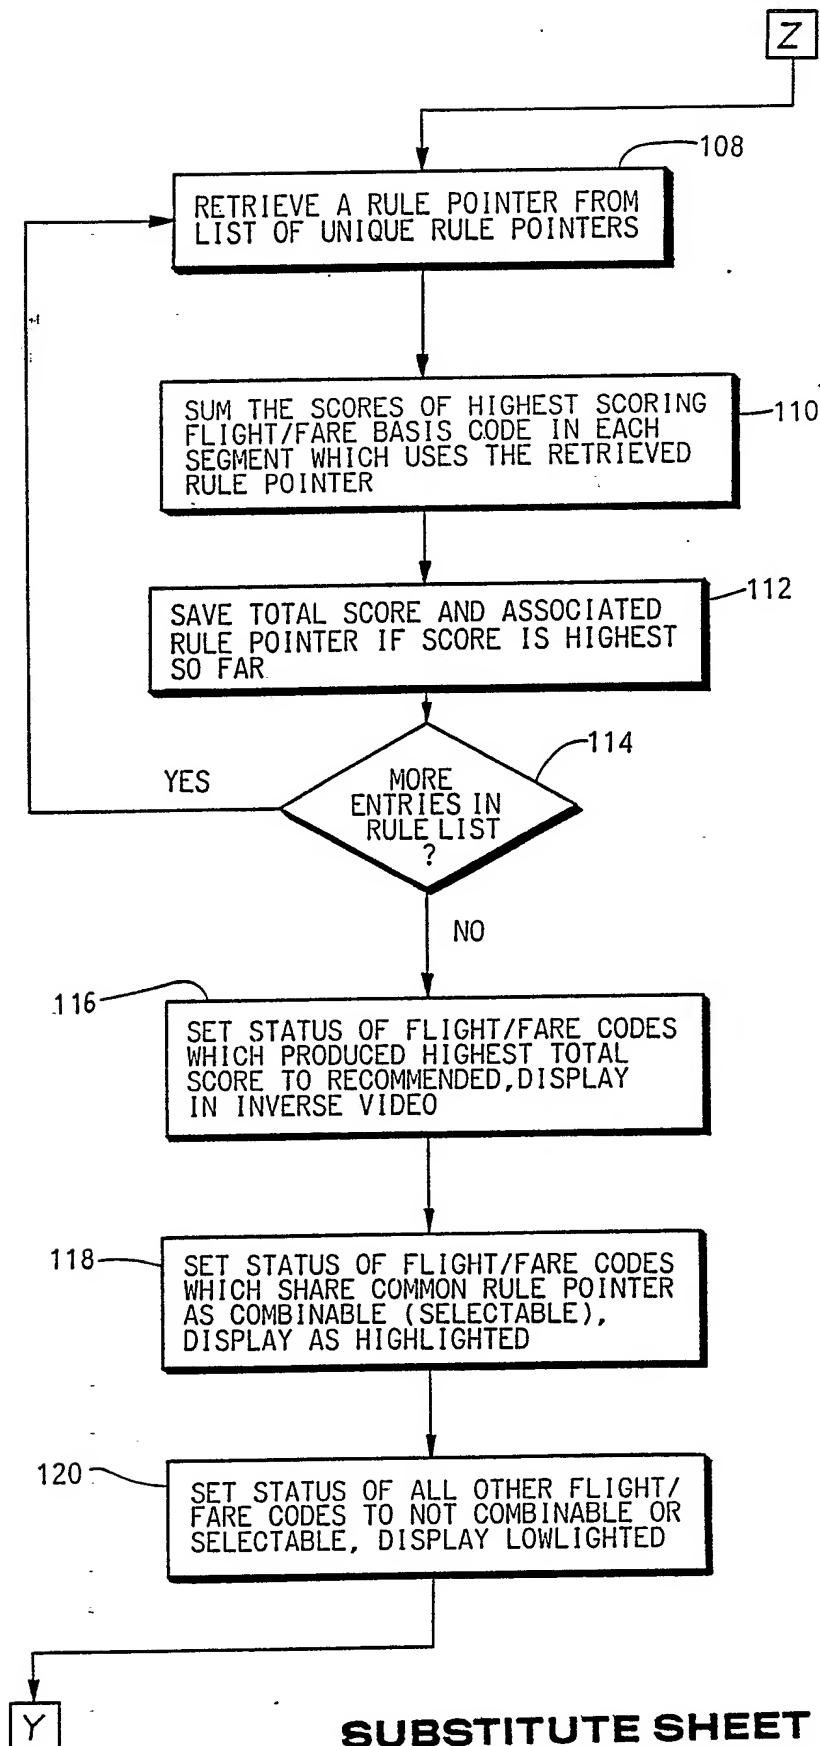 Z
108
RETRIEVE A RULE POINTER FROM
LIST OF UNIQUE RULE POINTERS
SUM THE SCORES OF HIGHEST SCORING
FLIGHT/FARE BASIS CODE IN EACH
SEGMENT WHICH USES THE RETRIEVED
RULE POINTER
110
112
SAVE TOTAL SCORE AND ASSOCIATED
RULE POINTER IF SCORE IS HIGHEST
SO FAR
114
YES
MORE
ENTRIES IN
RULE LIST
?
NO
116
SET STATUS OF FLIGHT/FARE CODES
WHICH PRODUCED HIGHEST TOTAL
SCORE TO RECOMMENDED,DISPLAY
IN INVERSE VIDEO
118
SET STATUS OF FLIGHT/FARE CODES
WHICH SHARE COMMON RULE POINTER
AS COMBINABLE (SELECTABLE),
DISPLAY AS HIGHLIGHTED
120
SET STATUS OF ALL OTHER FLIGHT/
FARE CODES TO NOT COMBINABLE OR
SELECTABLE, DISPLAY LOWLIGHTED
Y
SUBSTITUTE SHEET